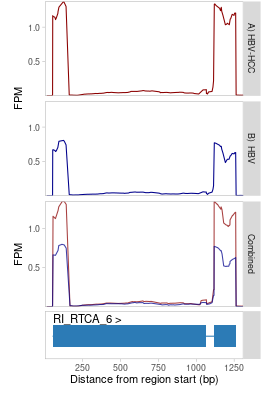 1.0
0.5
A) HBV-HCC
FPM
1.0
0.5
B) HBV
1.0
0.5
Combined
FPM
RI_RTCA_6 >
250 500 750 1000 1250
Distance from region start (bp)